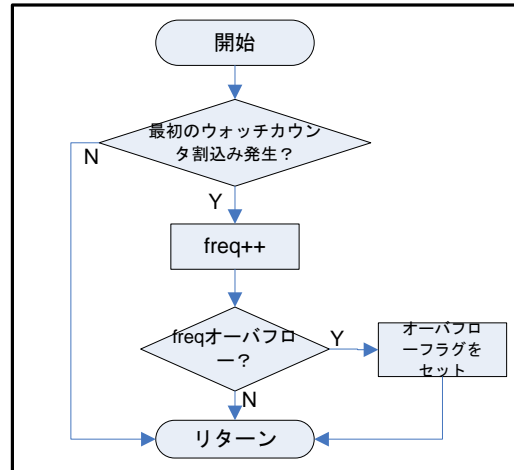 開始
最初のウォッチカウン
タ割込み発生？
N
Y
freq++
freqオーバフロ
ー？
Y
オーバフロ
ーフラグを
セット
N
リターン